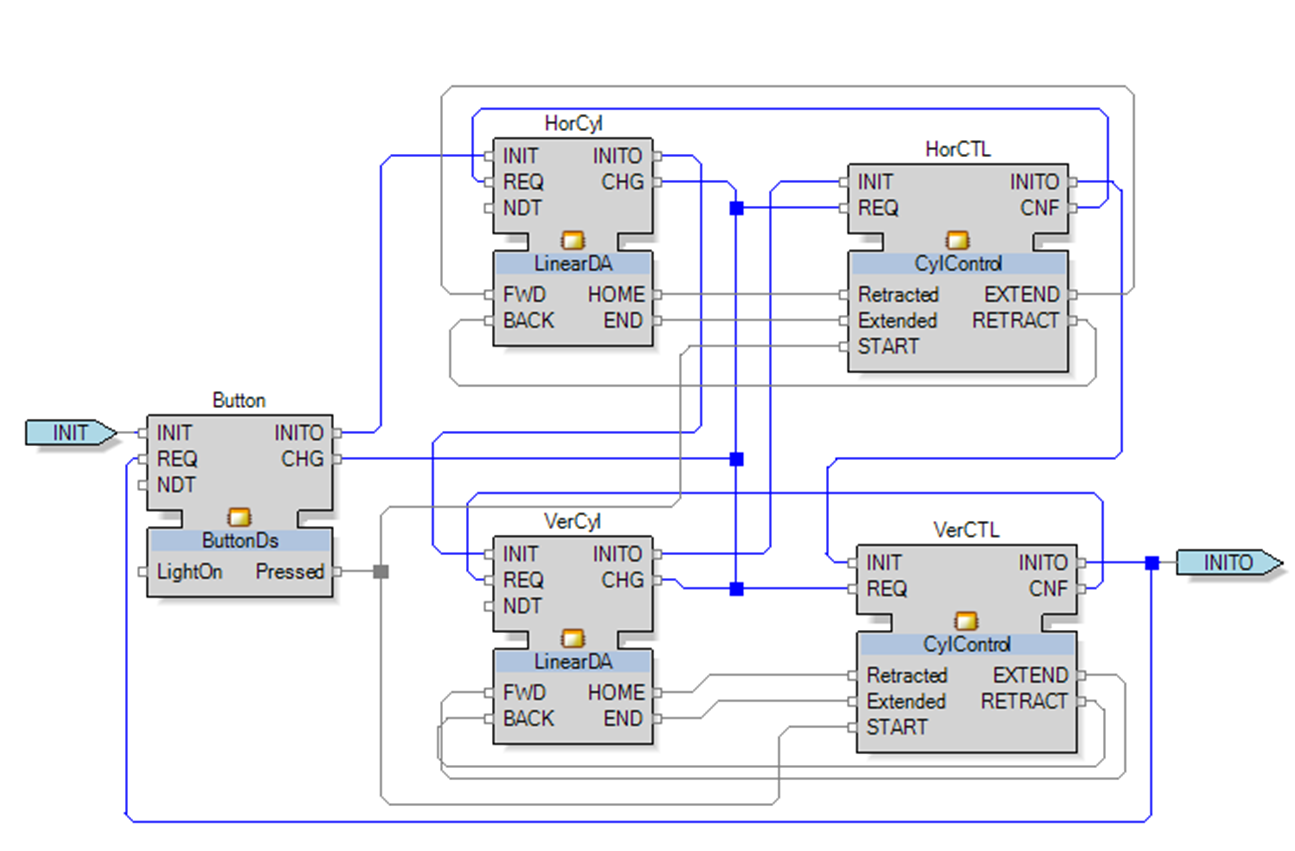 HorCyl
INIT INITO
REQ CHG
NDT
LinearDA
FWD HOME
BACK END
HorCTL
INIT INITO
REQ CNF
CylControl
Retracted EXTEND
Extended RETRACT
START
INIT
Button
INIT INITO
REQ CHG
NDT
ButtonDs
LightOn Pressed
VerCyl
INIT INITO
REQ CHG
NDT
LinearDA
FWD HOME
BACK END
VerCTL
INIT INITO
REQ CNF
CylControl
Retracted EXTEND
Extended RETRACT
START
INITO